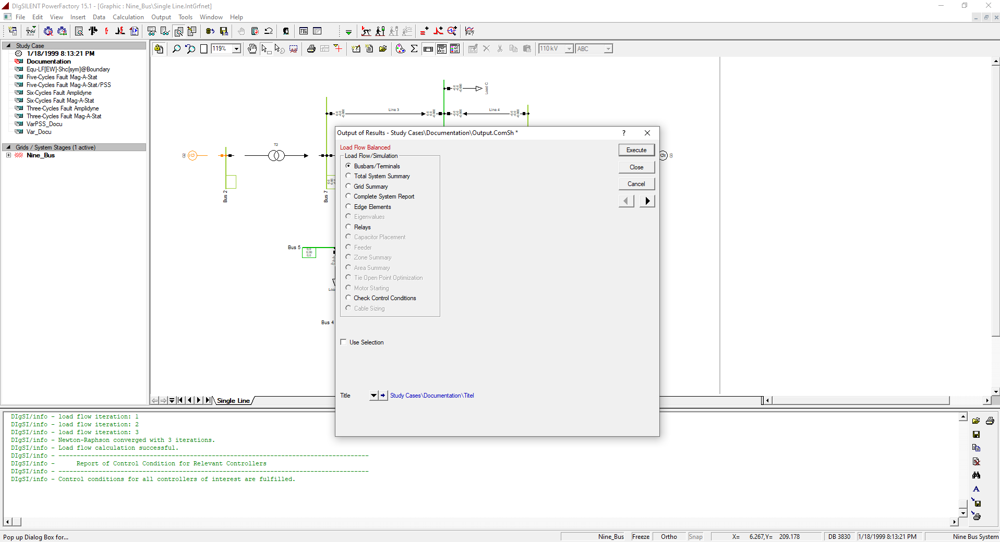 DIgSILENT PowerFactory 15.1 - [Graphic : Nine_Bus\Single Line.IntGrfnet]
File Edit View Insert Data Calculation Output Tools Window Help
119%
110 kV
ABC
Study Case
1/18/1999 8:13:21 PM
Documentation
Equ-LF[EW]-Shc[sym]@Boundary
Five-Cycles Fault Mag-A-Stat
Five-Cycles Fault Mag-A-Stat/PSS
Six-Cycles Fault Amplidyne
Six-Cycles Fault Mag-A-Stat
Three-Cycles Fault Amplidyne
Three-Cycles Fault Mag-A-Stat
VarPSS_Docu
Var_Docu
Grids / System Stages (1 active)
Nine_Bus
Load C
Line 3
Line 4
T2
G2
G3
Bus 2
Bus 7
Bus 5
0.0
0.00
0.0
Bus 4
Output of Results - Study Cases\Documentation\Output.ComSh *
Load Flow Balanced
Load Flow/Simulation
Busbars/Terminals
Total System Summary
Grid Summary
Complete System Report
Edge Elements
Eigenvalues
Relays
Capacitor Placement
Feeder
Zone Summary
Area Summary
Tie Open Point Optimization
Motor Starting
Check Control Conditions
Cable Sizing
Execute
Close
Cancel
Use Selection
Title
Study Cases\Documentation\Titel
Single Line
DIgSI/info - load flow iteration: 1
DIgSI/info - load flow iteration: 2
DIgSI/info - load flow iteration: 3
DIgSI/info - Newton-Raphson converged with 3 iterations.
DIgSI/info - Load flow calculation successful.
DIgSI/info - -------------------------------------------------------------------------------------
DIgSI/info - Report of Control Condition for Relevant Controllers
DIgSI/info - -------------------------------------------------------------------------------------
DIgSI/info - Control conditions for all controllers of interest are fulfilled.
Pop up Dialog Box for...
Nine_Bus
Freeze
Ortho
Snap
X= 6.267,Y= 209.178
DB 3830
1/18/1999 8:13:21 PM
Nine Bus System